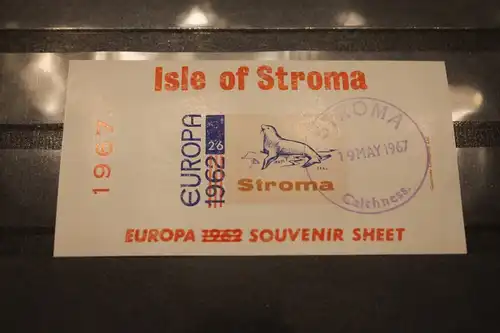 Isle of Stroma
1967
EUROPA
1962
2'6
Stroma
STROMA
19 MAY 1967
Caithness.
EUROPA 1962 SOUVENIR SHEET